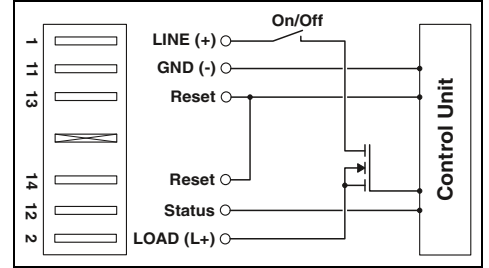 On/Off
1 LINE (+)
11 GND (-)
13 Reset
14 Reset
12 Status
2 LOAD (L+)
Control Unit